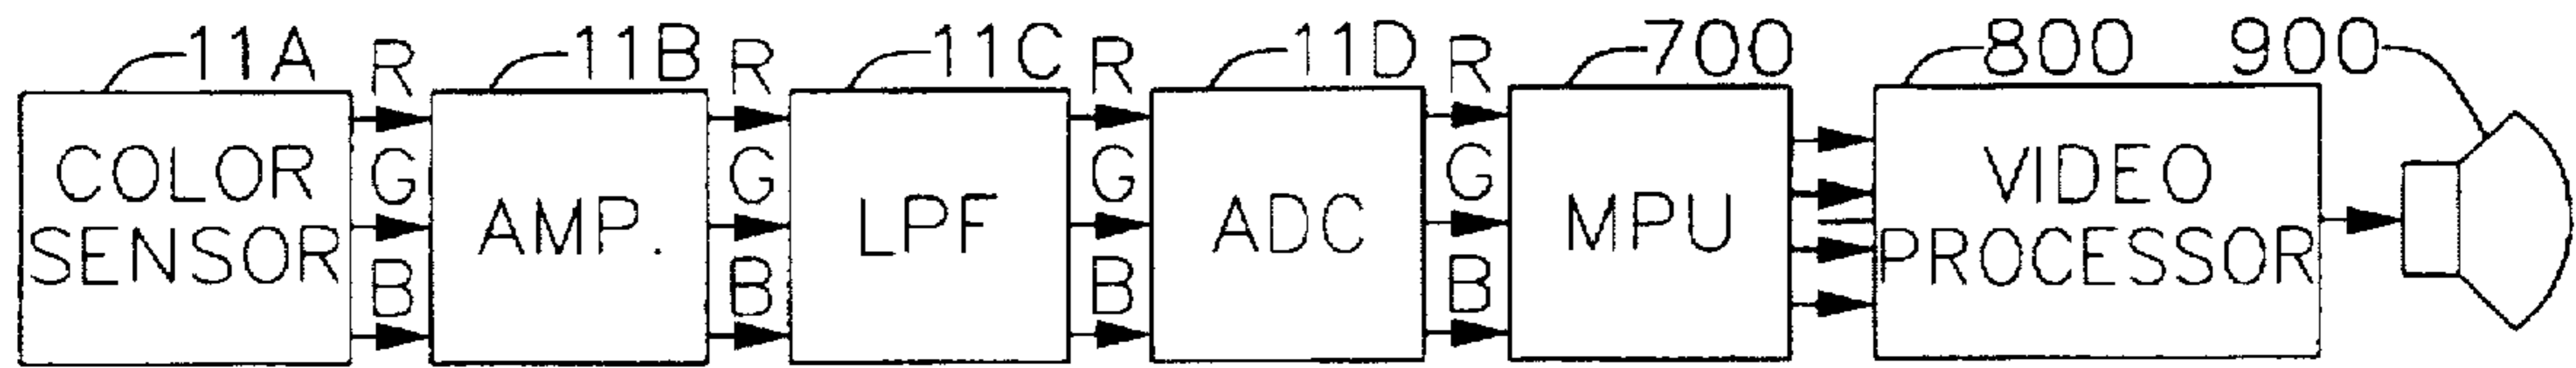 11A
R
11B
R
11C
R
11D
R
700
800
900
COLOR
SENSOR
G
B
AMP.
G
B
LPF
G
B
ADC
G
B
MPU
VIDEO
PROCESSOR